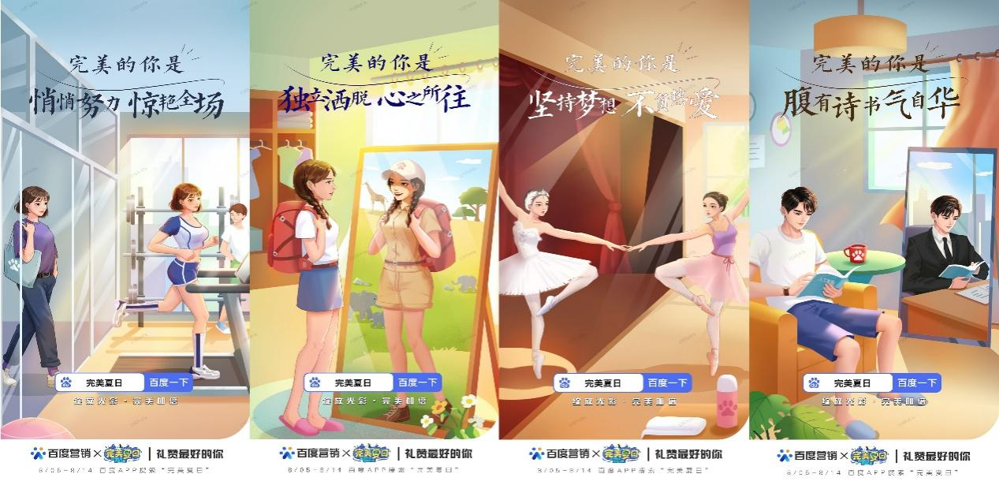 完美的你是
悄悄努力 惊艳全场
完美夏日 百度一下
绽放光彩·完美加倍
百度营销×完美夏日 | 礼赞最好的你
8/05-8/14 百度APP搜索“完美夏日”
完美的你是
独立洒脱 心之所往
完美夏日 百度一下
绽放光彩·完美加倍
百度营销×完美夏日 | 礼赞最好的你
8/05-8/14 百度APP搜索“完美夏日”
完美的你是
坚持梦想 不负热爱
完美夏日 百度一下
绽放光彩·完美加倍
百度营销×完美夏日 | 礼赞最好的你
8/05-8/14 百度APP搜索“完美夏日”
完美的你是
腹有诗书气自华
人工智能
完美夏日 百度一下
绽放光彩·完美加倍
百度营销×完美夏日 | 礼赞最好的你
8/05-8/14 百度APP搜索“完美夏日”